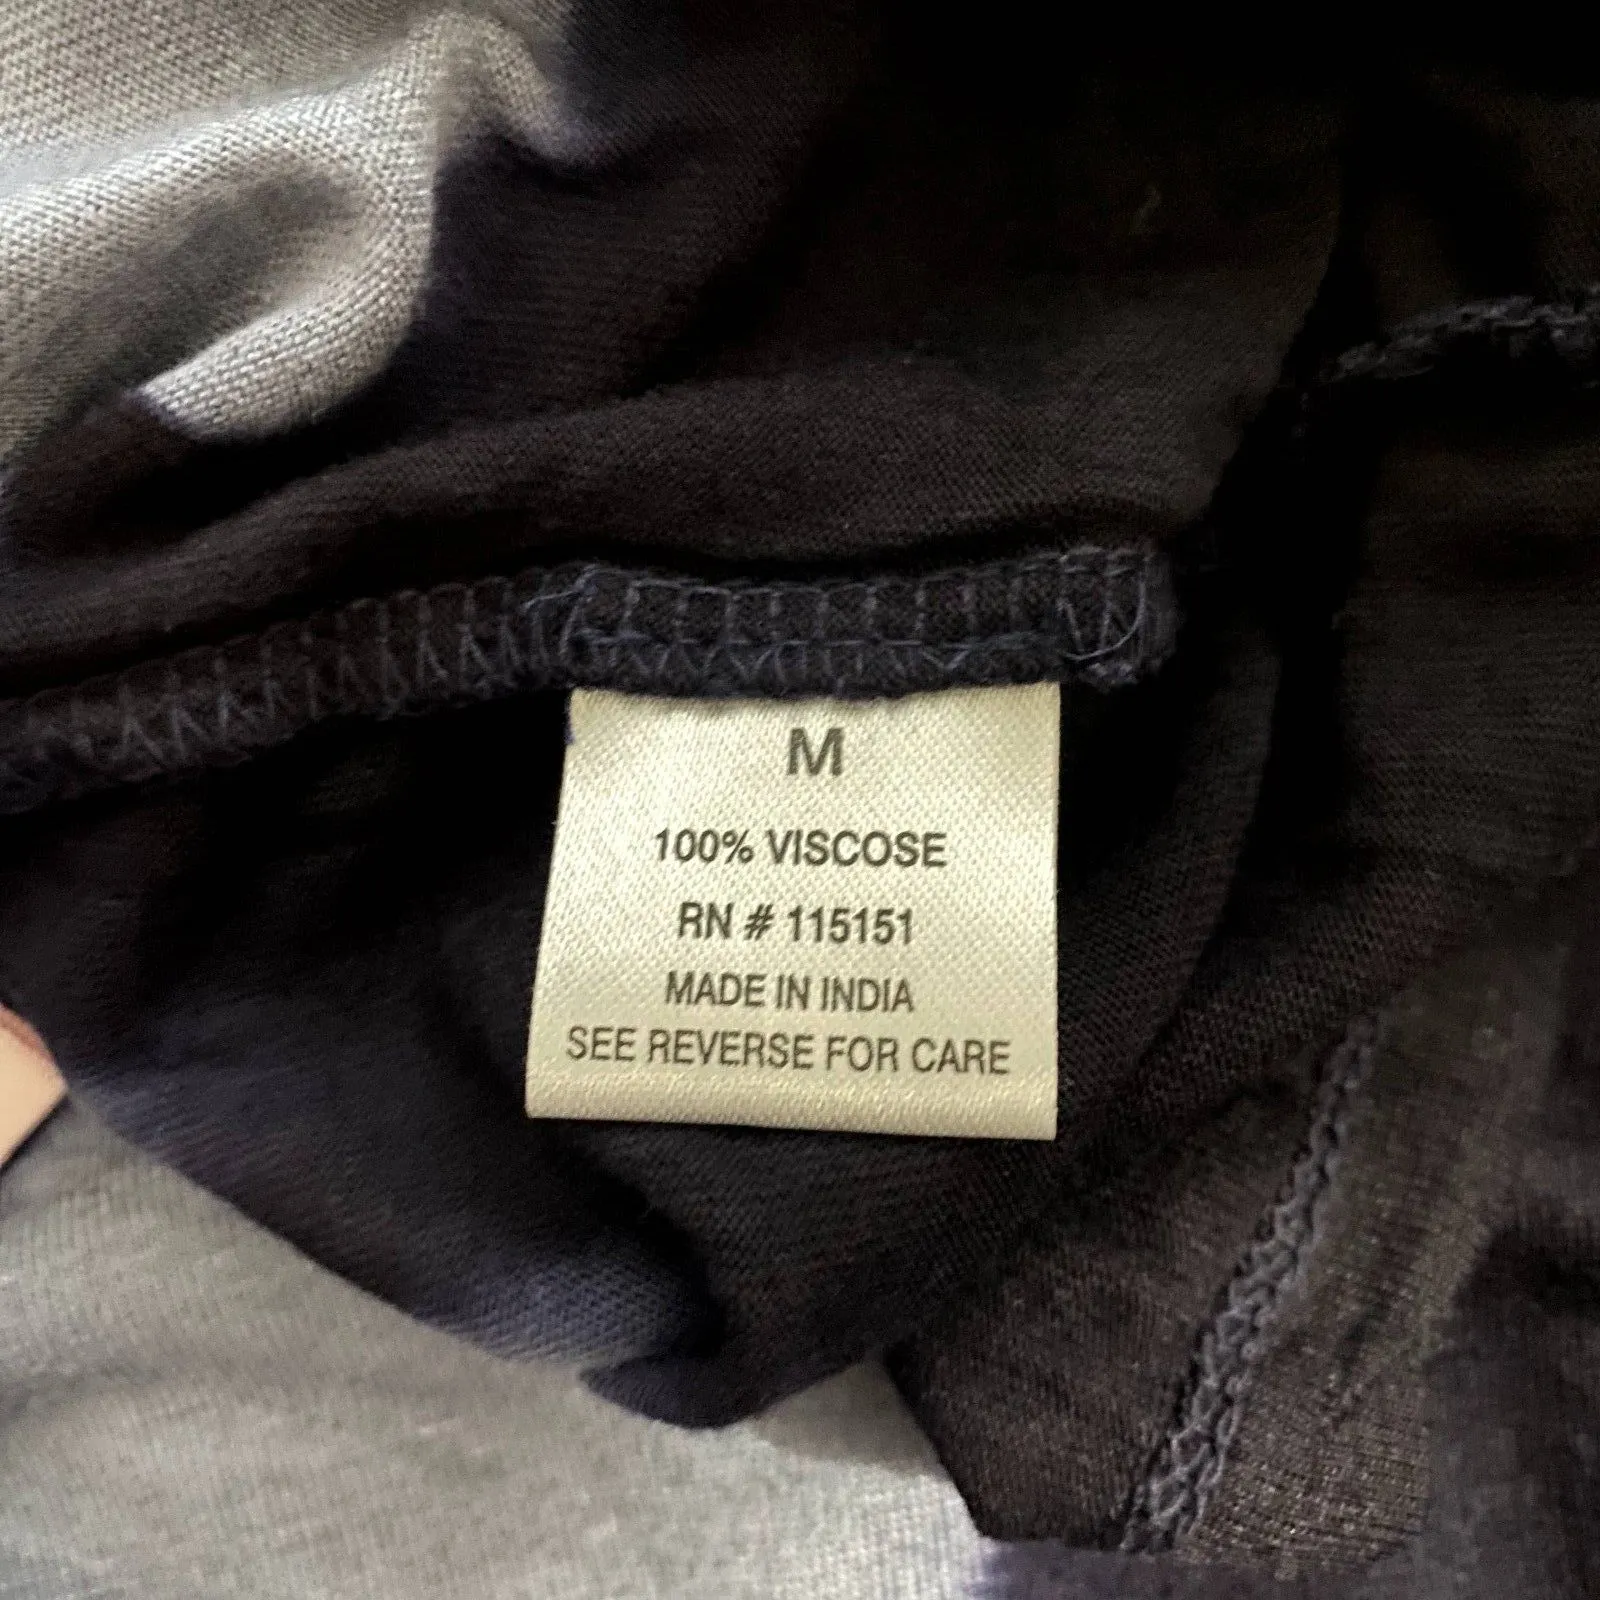 M
100% VISCOSE
RN # 115151
MADE IN INDIA
SEE REVERSE FOR CARE